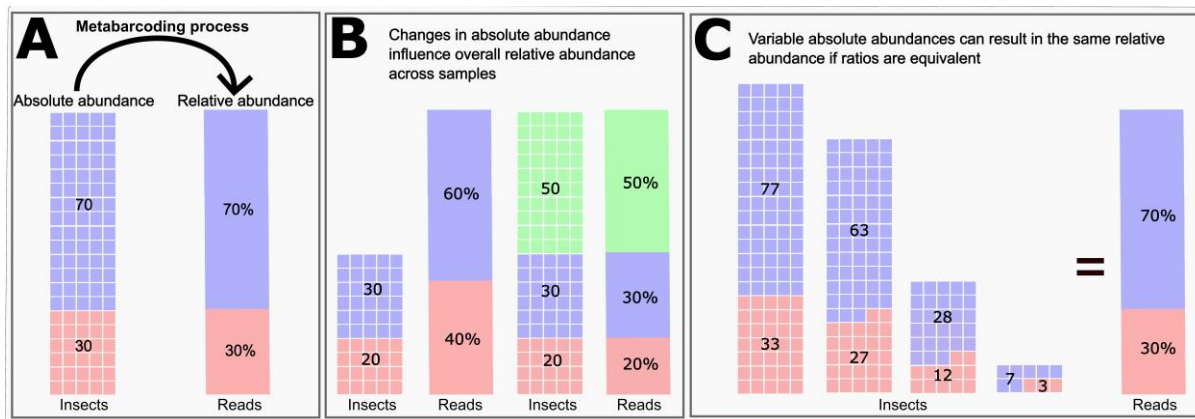 A
Metabarcoding process
Absolute abundance
Relative abundance
70
70%
30
30%
Insects
Reads
B
Changes in absolute abundance
influence overall relative abundance
across samples
60%
50
50%
30
30
30%
20
40%
20
20%
Insects
Reads
Insects
Reads
C
Variable absolute abundances can result in the same relative
abundance if ratios are equivalent
77
63
28
7
33
27
12
3
=
70%
30%
Insects
Reads